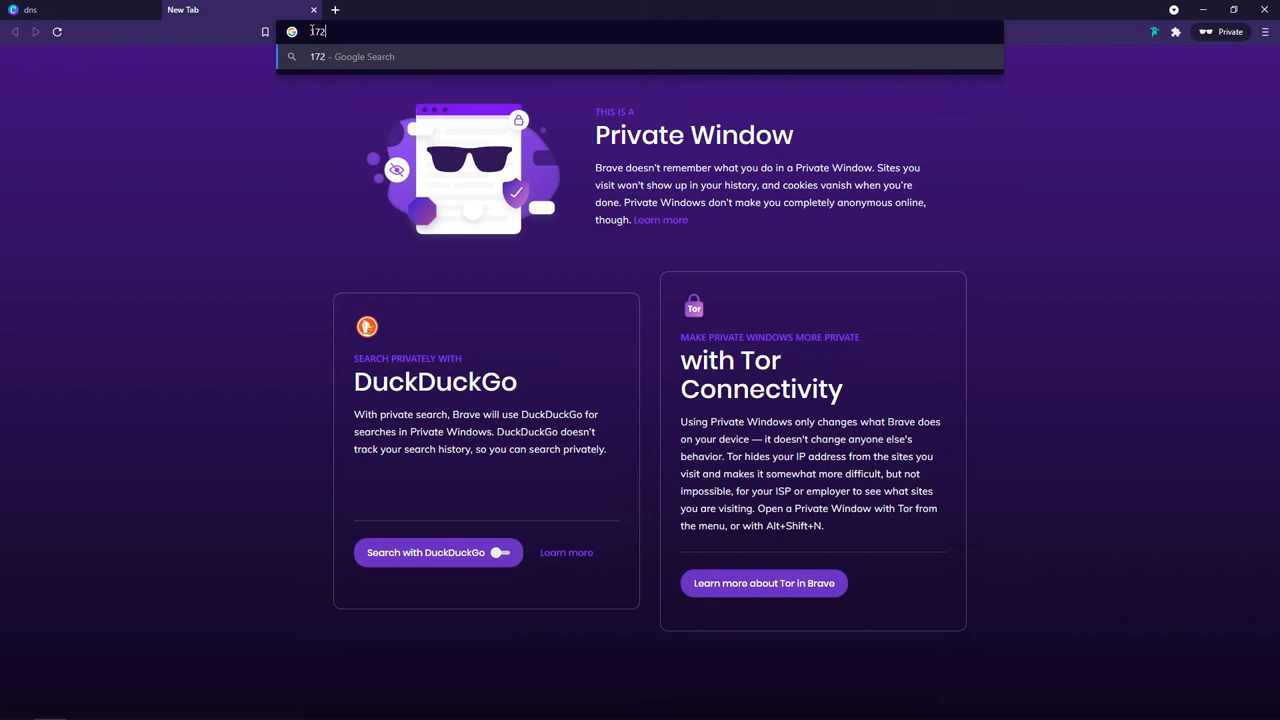 dns
New Tab
Private
172
172 - Google Search
THIS IS A
Private Window
Brave doesn't remember what you do in a Private Window. Sites you
visit won't show up in your history, and cookies vanish when you're
done. Private Windows don't make you completely anonymous online,
though. Learn more
SEARCH PRIVATELY WITH
DuckDuckGo
With private search, Brave will use DuckDuckGo for
searches in Private Windows. DuckDuckGo doesn't
track your search history, so you can search privately.
Search with DuckDuckGo
Learn more
Tor
MAKE PRIVATE WINDOWS MORE PRIVATE
with Tor
Connectivity
Using Private Windows only changes what Brave does
on your device — it doesn't change anyone else's
behavior. Tor hides your IP address from the sites you
visit and makes it somewhat more difficult, but not
impossible, for your ISP or employer to see what sites
you are visiting. Open a Private Window with Tor from
the menu, or with Alt+Shift+N.
Learn more about Tor in Brave